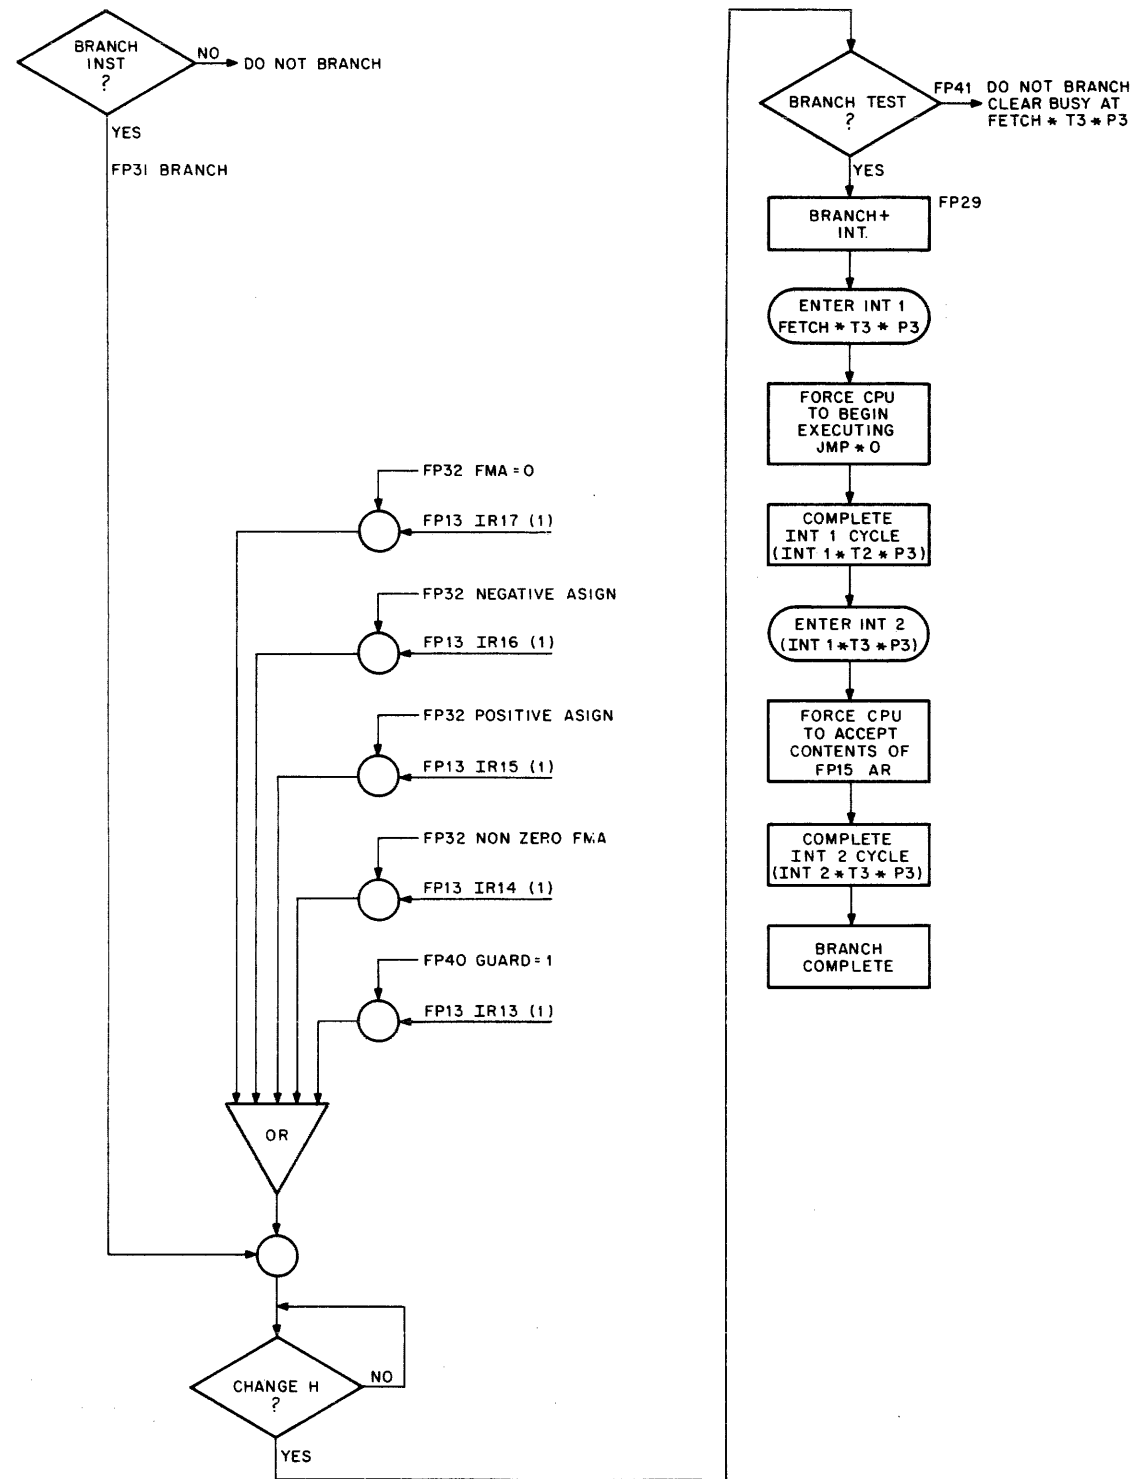 BRANCH
INST
?
NO
DO NOT BRANCH
YES
FP31 BRANCH
FP32 FMA=0
FP13 IR17 (1)
FP32 NEGATIVE ASIGN
FP13 IR16 (1)
FP32 POSITIVE ASIGN
FP13 IR15 (1)
FP32 NON ZERO FMA
FP13 IR14 (1)
FP40 GUARD=1
FP13 IR13 (1)
OR
CHANGE H
?
NO
YES
BRANCH TEST
?
FP41
DO NOT BRANCH
CLEAR BUSY AT
FETCH * T3 * P3
YES
BRANCH+
INT.
FP29
ENTER INT 1
FETCH * T3 * P3
FORCE CPU
TO BEGIN
EXECUTING
JMP * 0
COMPLETE
INT 1 CYCLE
(INT 1 * T2 * P3)
ENTER INT 2
(INT 1 * T3 * P3)
FORCE CPU
TO ACCEPT
CONTENTS OF
FP15 AR
COMPLETE
INT 2 CYCLE
(INT 2 * T3 * P3)
BRANCH
COMPLETE